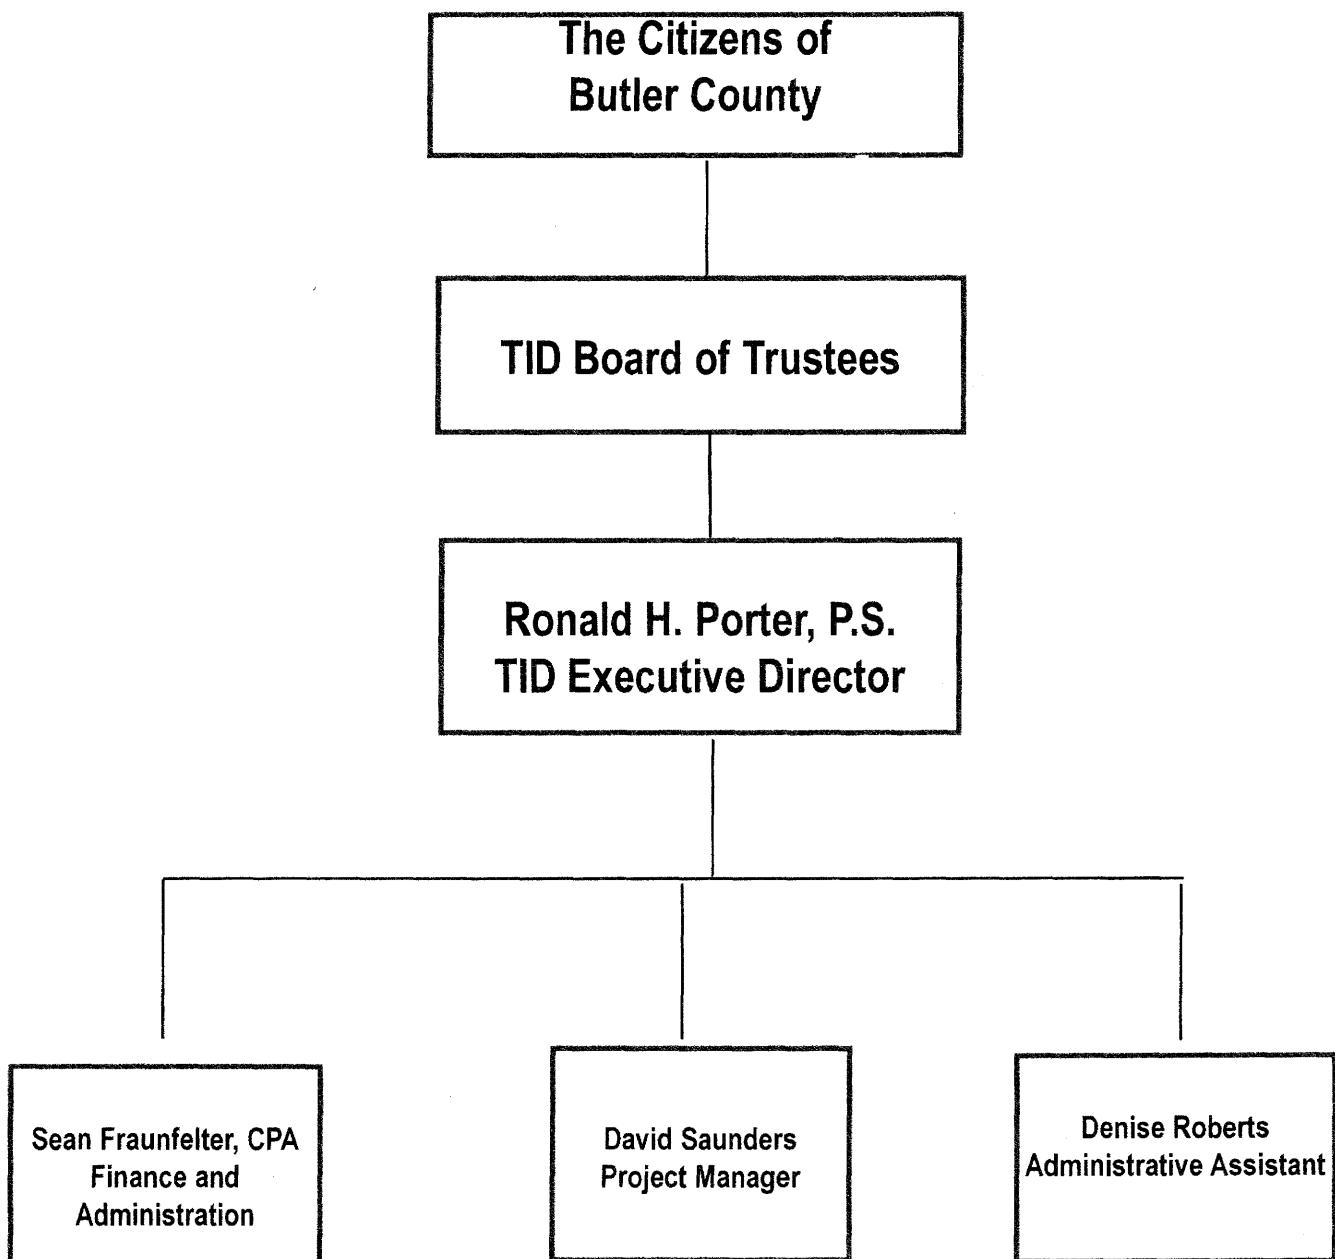 The Citizens of
Butler County
TID Board of Trustees
Ronald H. Porter, P.S.
TID Executive Director
Sean Fraunfelter, CPA
Finance and
Administration
David Saunders
Project Manager
Denise Roberts
Administrative Assistant